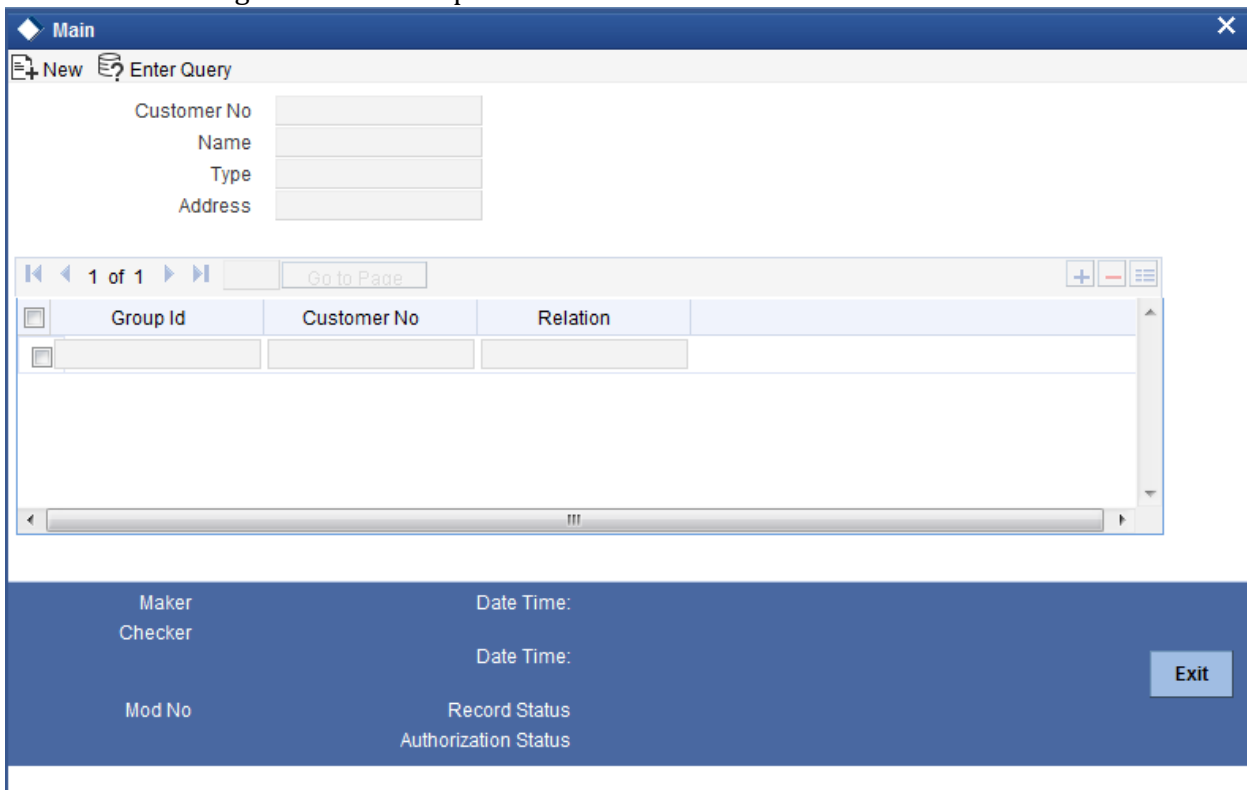 Main
New Enter Query
Customer No
Name
Type
Address
1 of 1 Go to Page
Group Id Customer No Relation
Maker Date Time:
Checker
Date Time:
Exit
Mod No Record Status
Authorization Status